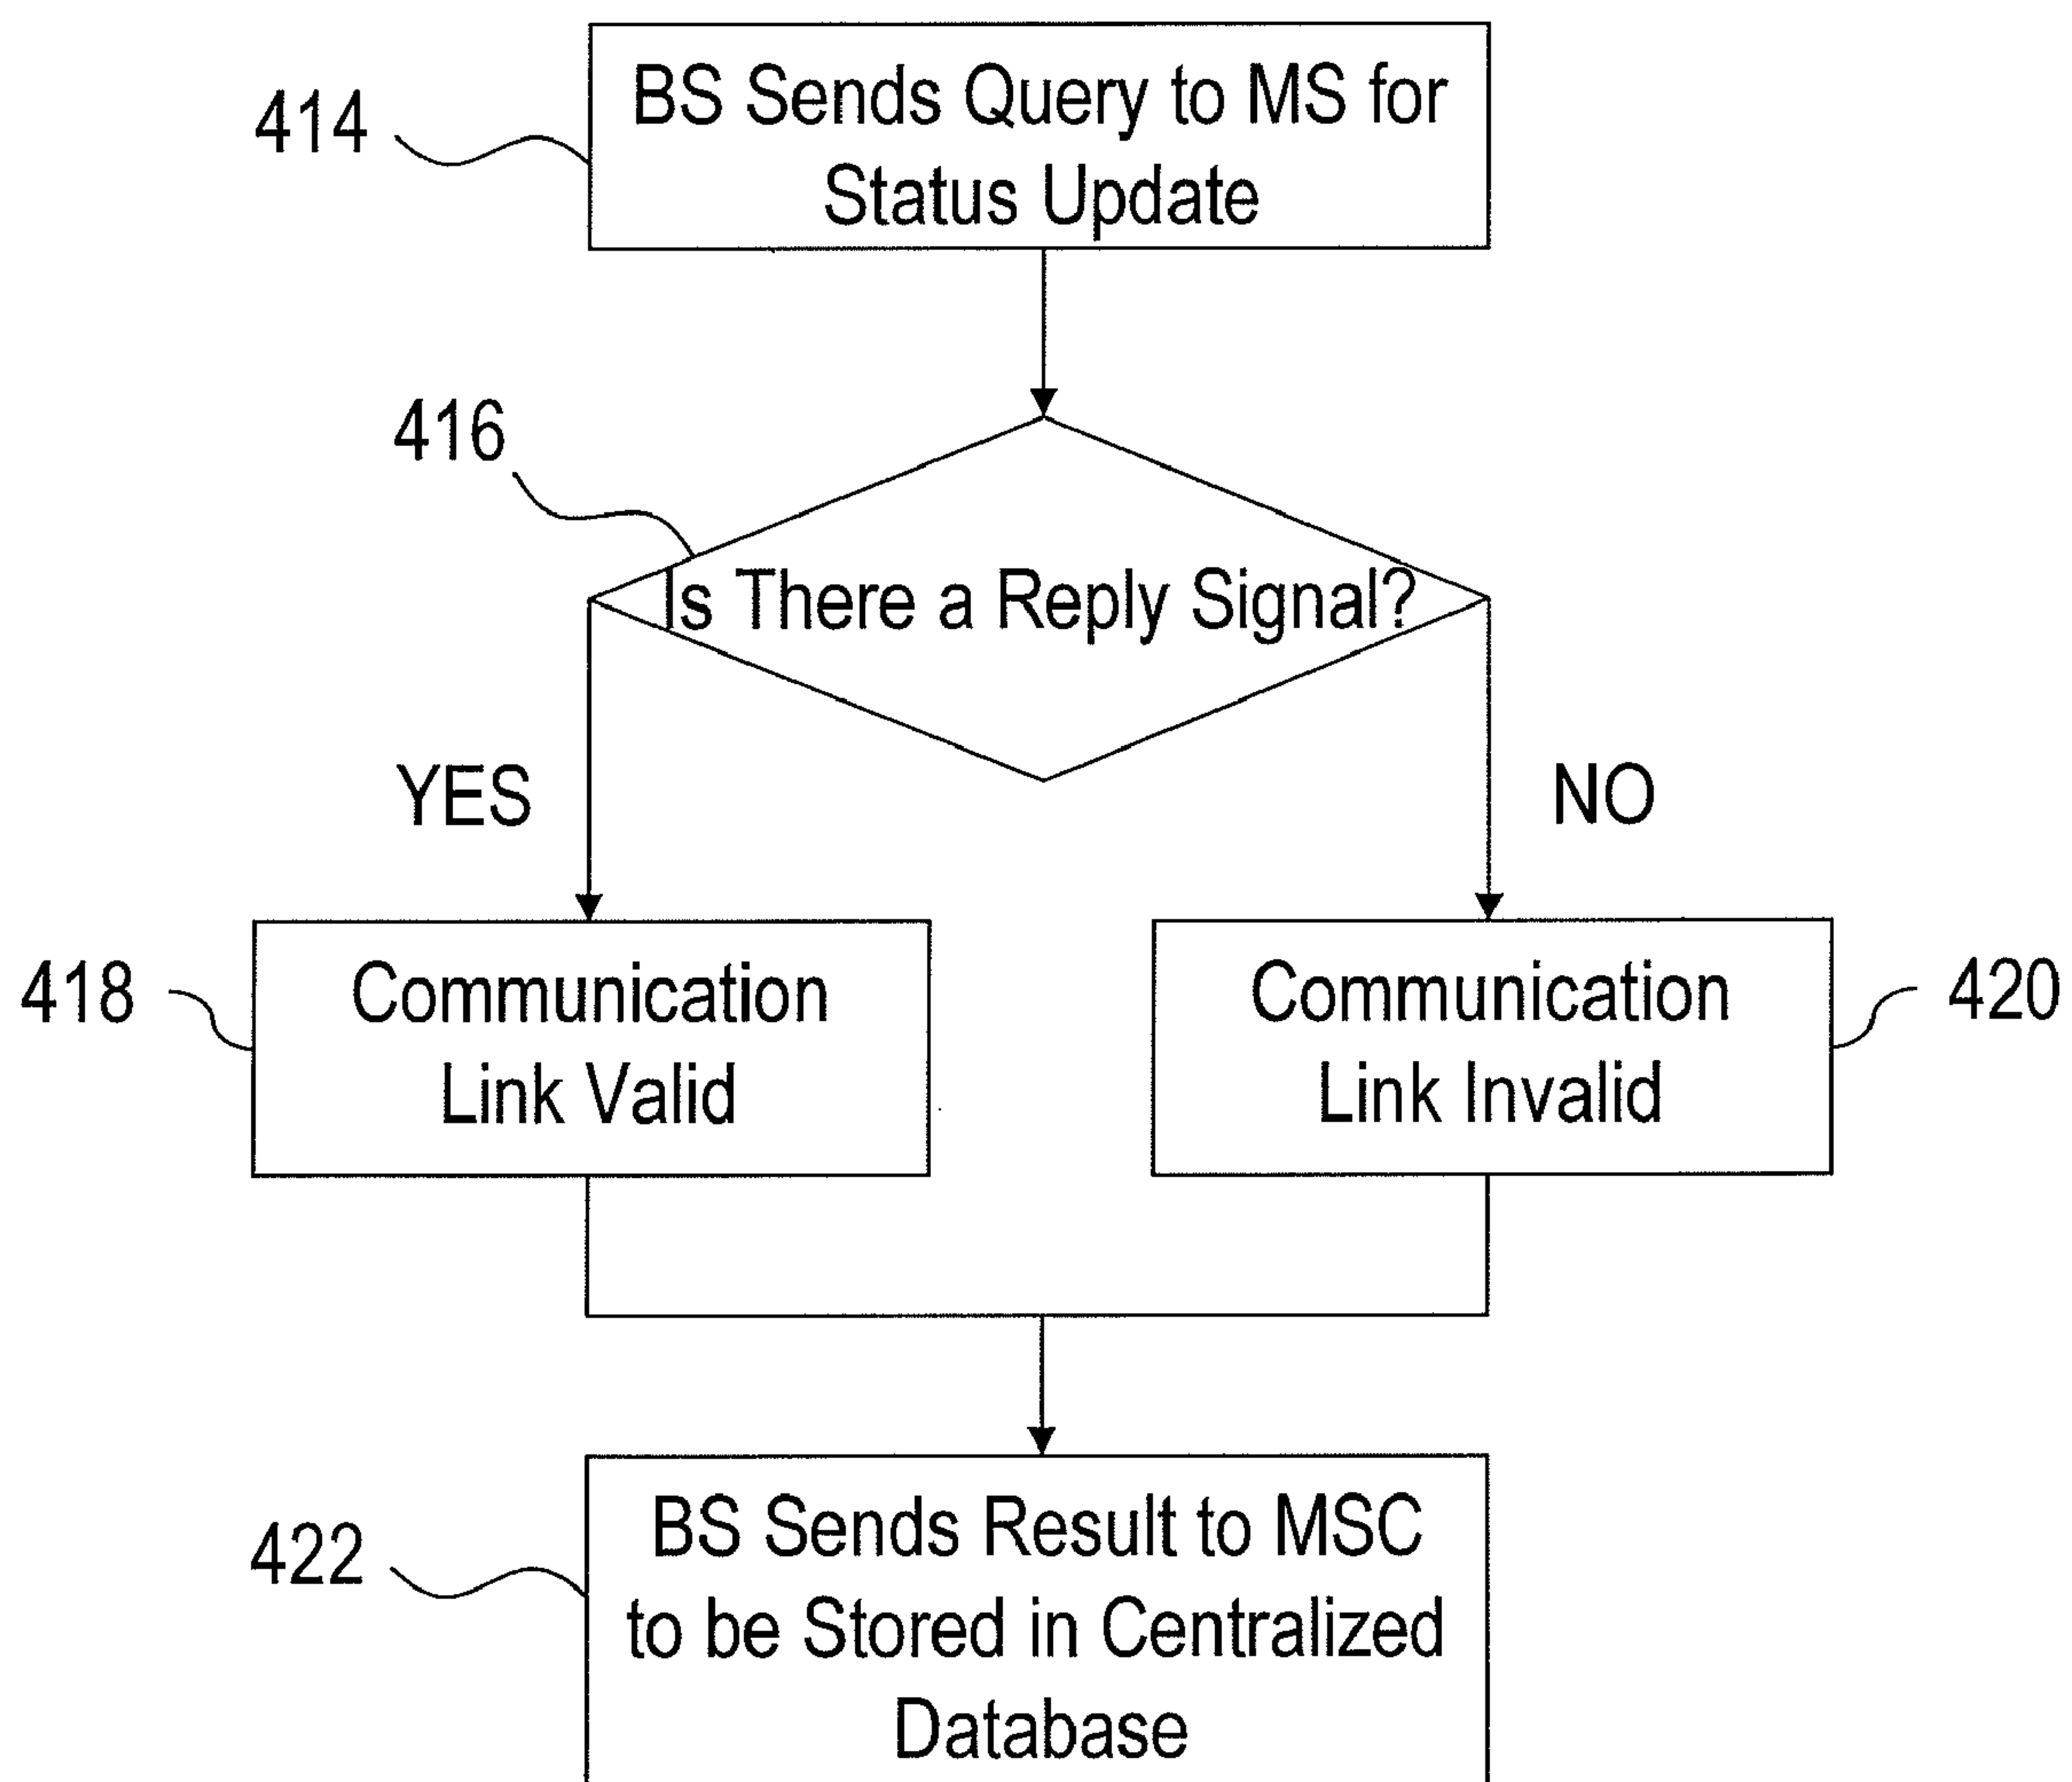 414
BS Sends Query to MS for
Status Update
416
Is There a Reply Signal?
YES
NO
418
Communication
Link Valid
Communication
Link Invalid
420
422
BS Sends Result to MSC
to be Stored in Centralized
Database